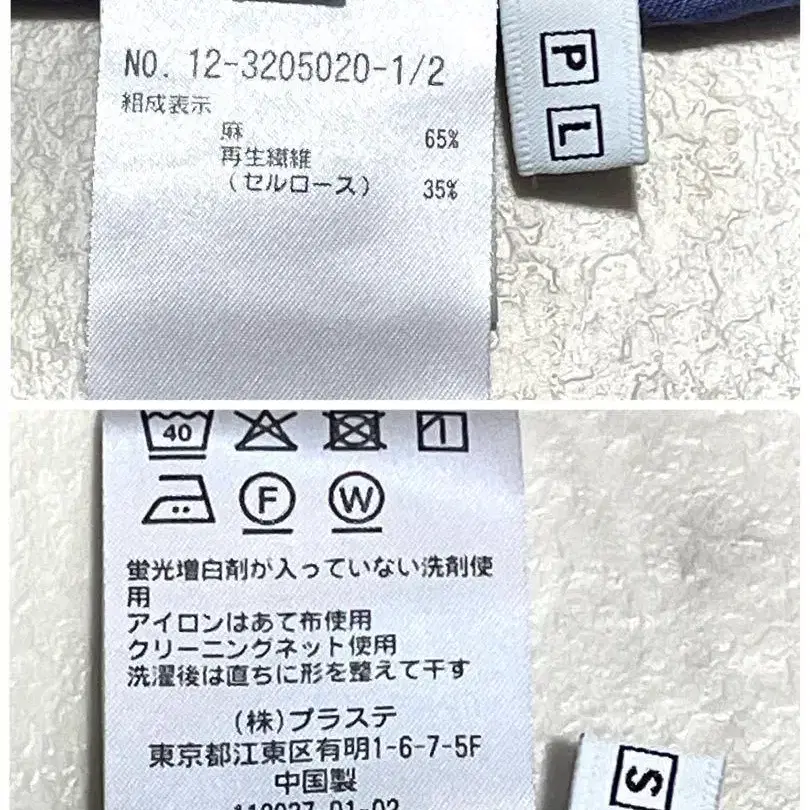 NO. 12-3205020-1/2
組成表示
麻 65%
再生繊維
(セルロース) 35%
P
L
40
F
W
蛍光増白剤が入っていない洗剤使
用
アイロンはあて布使用
クリーニングネット使用
洗濯後は直ちに形を整えて干す
(株)プラステ
東京都江東区有明1-6-7-5F
中国製
S